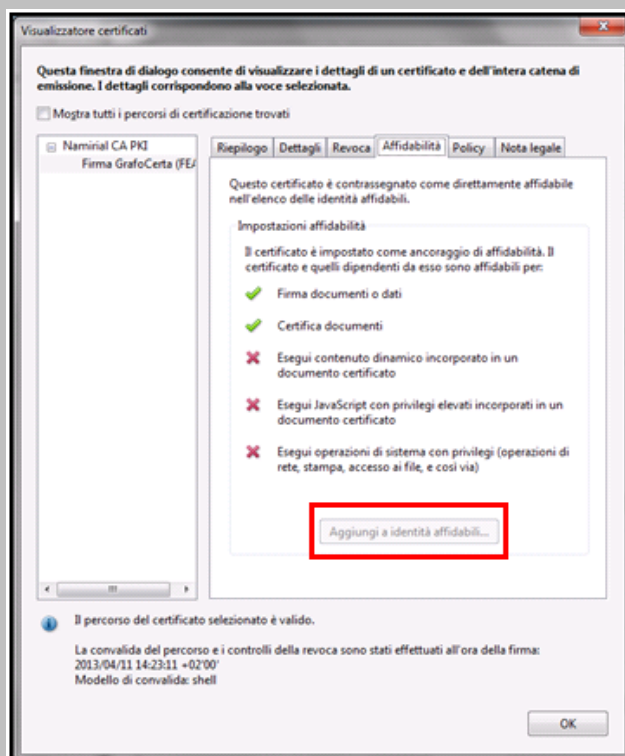 Visualizzatore certificati
Questa finestra di dialogo consente di visualizzare i dettagli di un certificato e dell'intera catena di
emissione. I dettagli corrispondono alla voce selezionata.
Mostra tutti i percorsi di certificazione trovati
Namirial CA PKI
Firma GrafoCerta (FEA
Riepilogo Dettagli Revoca Affidabilità Policy Nota legale
Questo certificato è contrassegnato come direttamente affidabile
nell'elenco delle identità affidabili.
Impostazioni affidabilità
Il certificato è impostato come ancoraggio di affidabilità. Il
certificato e quelli dipendenti da esso sono affidabili per:
Firma documenti o dati
Certifica documenti
Esegui contenuto dinamico incorporato in un
documento certificato
Esegui JavaScript con privilegi elevati incorporati in un
documento certificato
Esegui operazioni di sistema con privilegi (operazioni di
rete, stampa, accesso ai file, e così via)
Aggiungi a identità affidabili...
Il percorso del certificato selezionato è valido.
La convalida del percorso e i controlli della revoca sono stati effettuati all'ora della firma:
2013/04/11 14:23:11 +02'00'
Modello di convalida: shell
OK